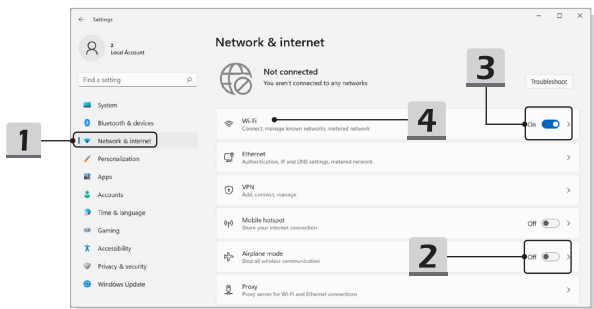 Settings
z
Local Account
Find a setting
System
Bluetooth & devices
Network & internet
Personalization
Apps
Accounts
Time & language
Gaming
Accessibility
Privacy & security
Windows Update
Network & internet
Not connected
You aren't connected to any networks
Troubleshoot
Wi-Fi
Connect, manage known networks, metered network
On
Ethernet
Authentication, IP and DNS settings, metered network
VPN
Add, connect, manage
Mobile hotspot
Share your internet connection
Off
Airplane mode
Stop all wireless communication
Off
Proxy
Proxy server for Wi-Fi and Ethernet connections
1
2
3
4